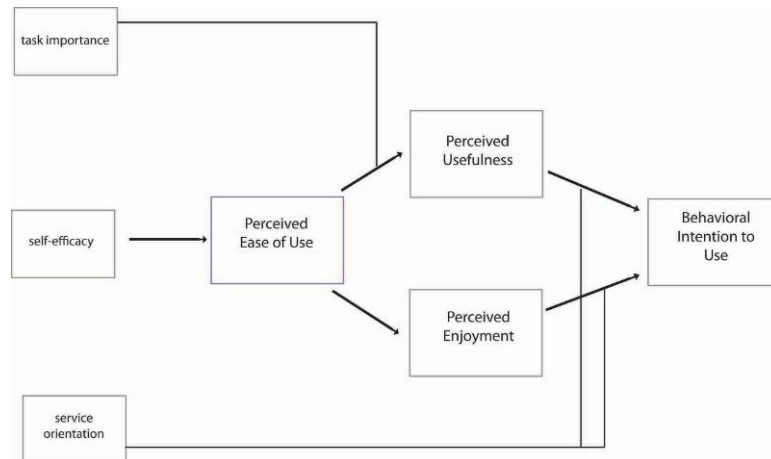 task importance
Perceived
Usefulness
self-efficacy
Perceived
Ease of Use
Behavioral
Intention to
Use
Perceived
Enjoyment
service
orientation